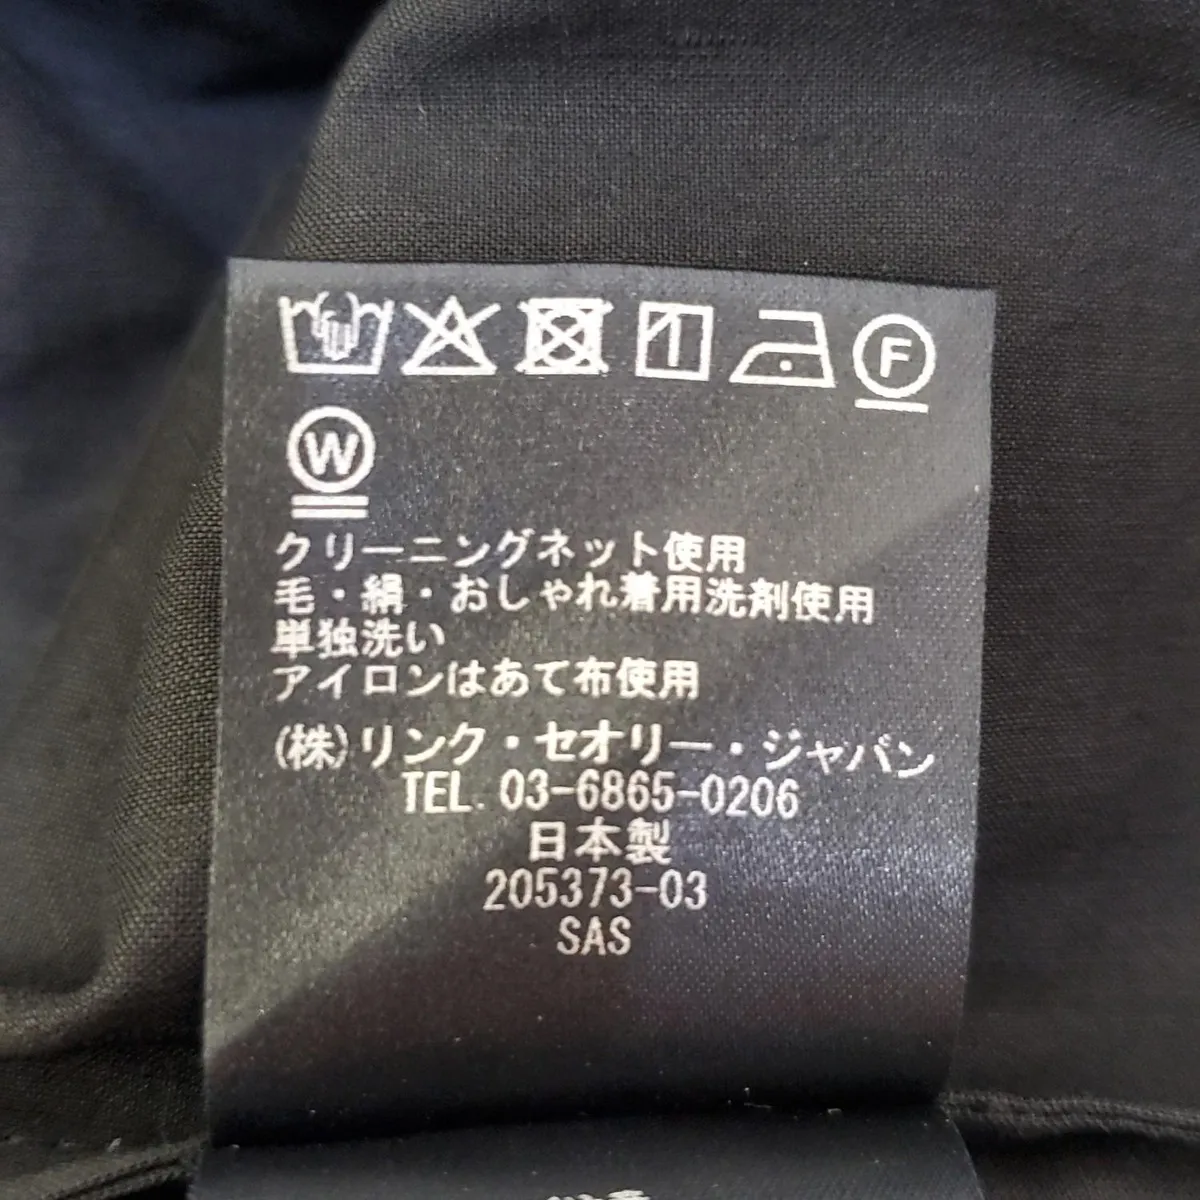 F
W
クリーニングネット使用
毛・絹・おしゃれ着用洗剤使用
単独洗い
アイロンはあて布使用
(株)リンク・セオリー・ジャパン
TEL. 03-6865-0206
日本製
205373-03
SAS